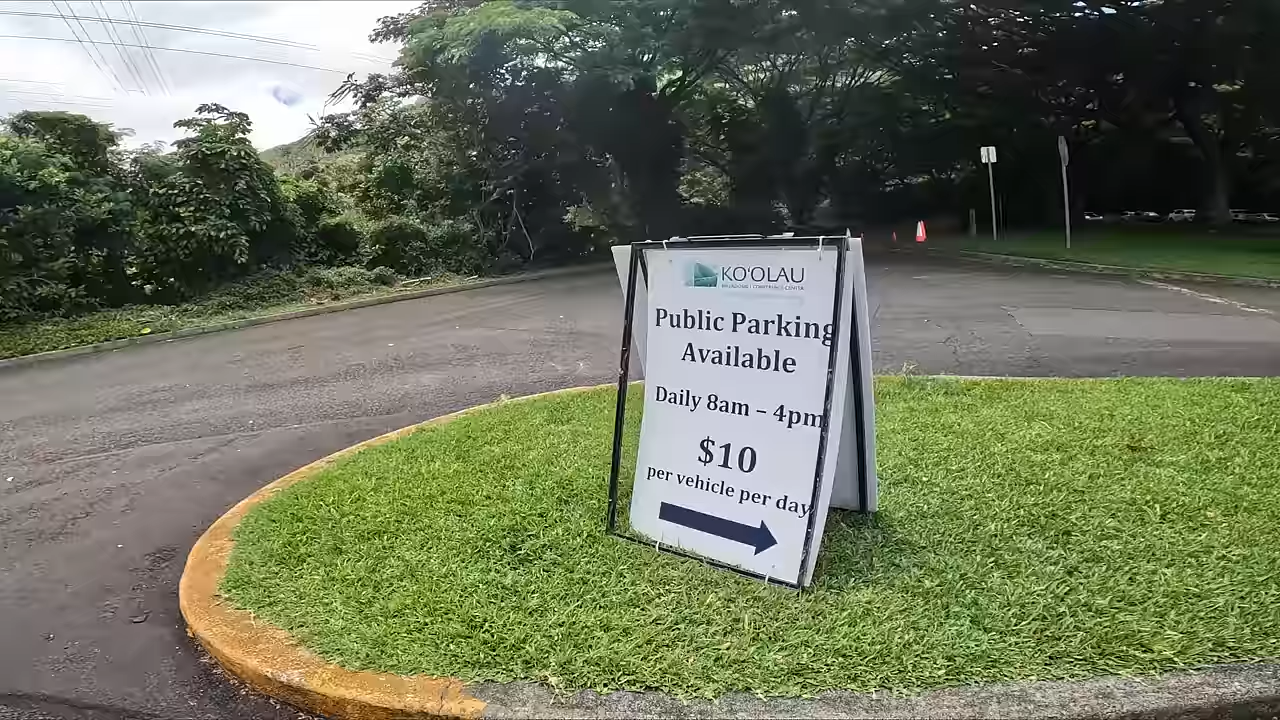 KO'OLAU
Public Parking
Available
Daily 8am – 4pm
$10
per vehicle per day